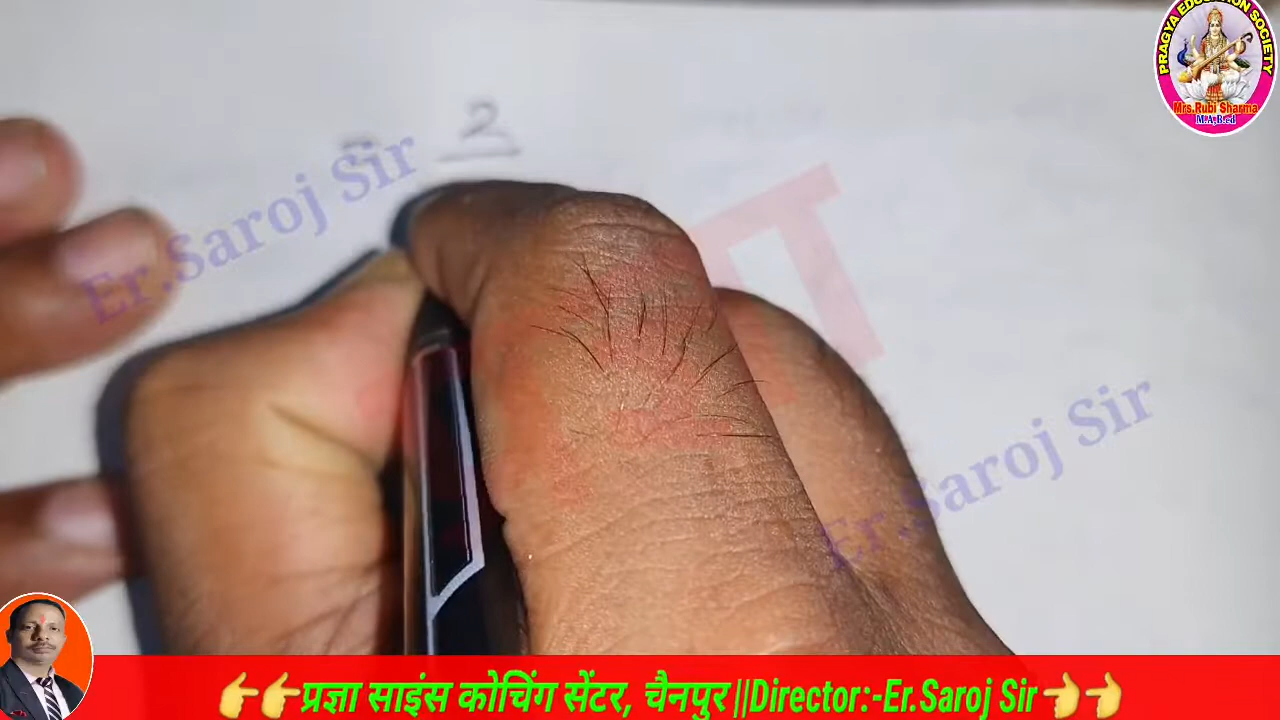 PRAGYA EDUCATION SOCIETY
Mrs.Rubi Sharma
M.A,B.ed
2
Er.Saroj Sir
Er.Saroj Sir
प्रज्ञा साइंस कोचिंग सेंटर, चैनपुर ||Director:-Er.Saroj Sir